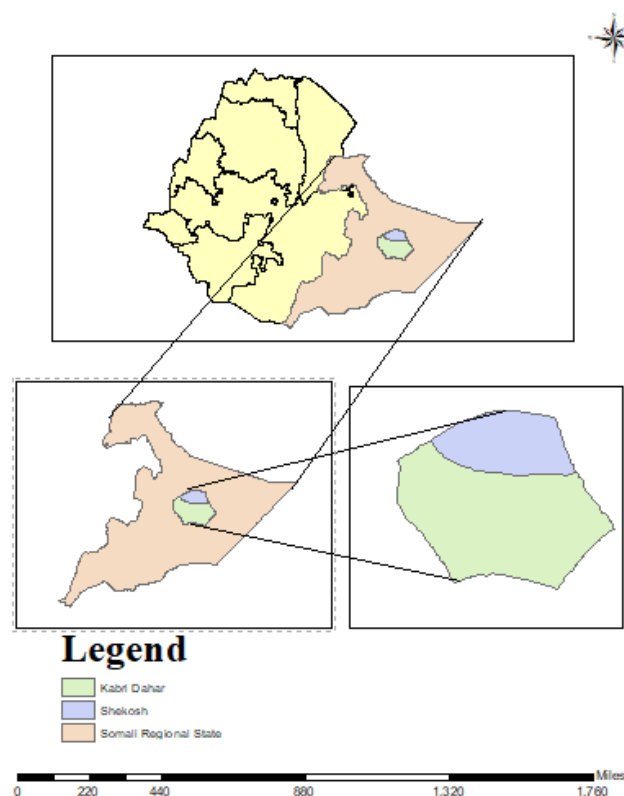 Legend
Kabri Dahar
Shekosh
Somali Regional State
Miles
0 220 440 880 1.320 1.760